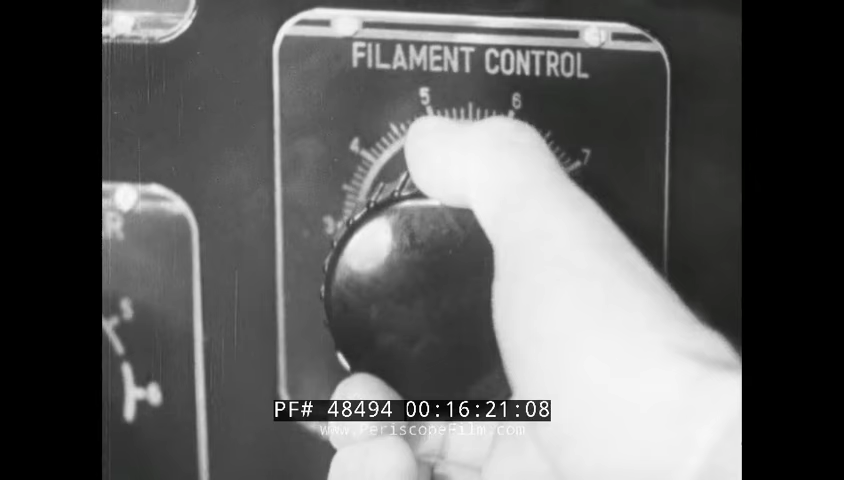 FILAMENT CONTROL
3 4 5 6 7
R
S
PF# 48494 00:16:21:08
www.PeriscopeFilm.com